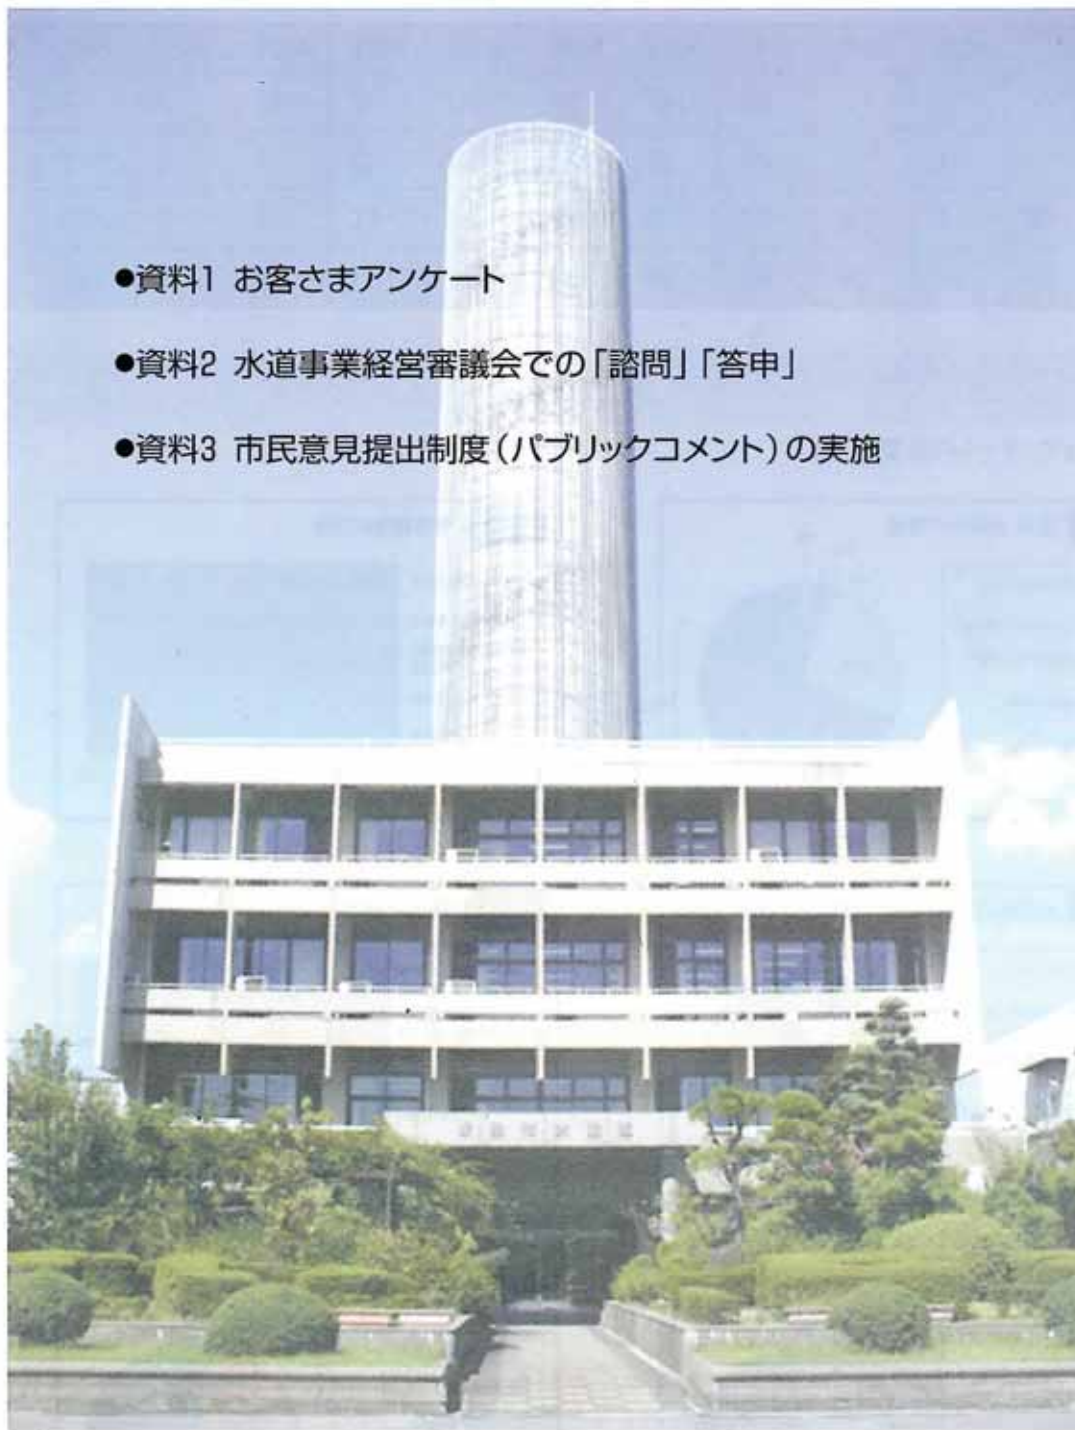 ●資料1 お客さまアンケート
●資料2 水道事業経営審議会での「諮問」「答申」
●資料3 市民意見提出制度（パブリックコメント）の実施